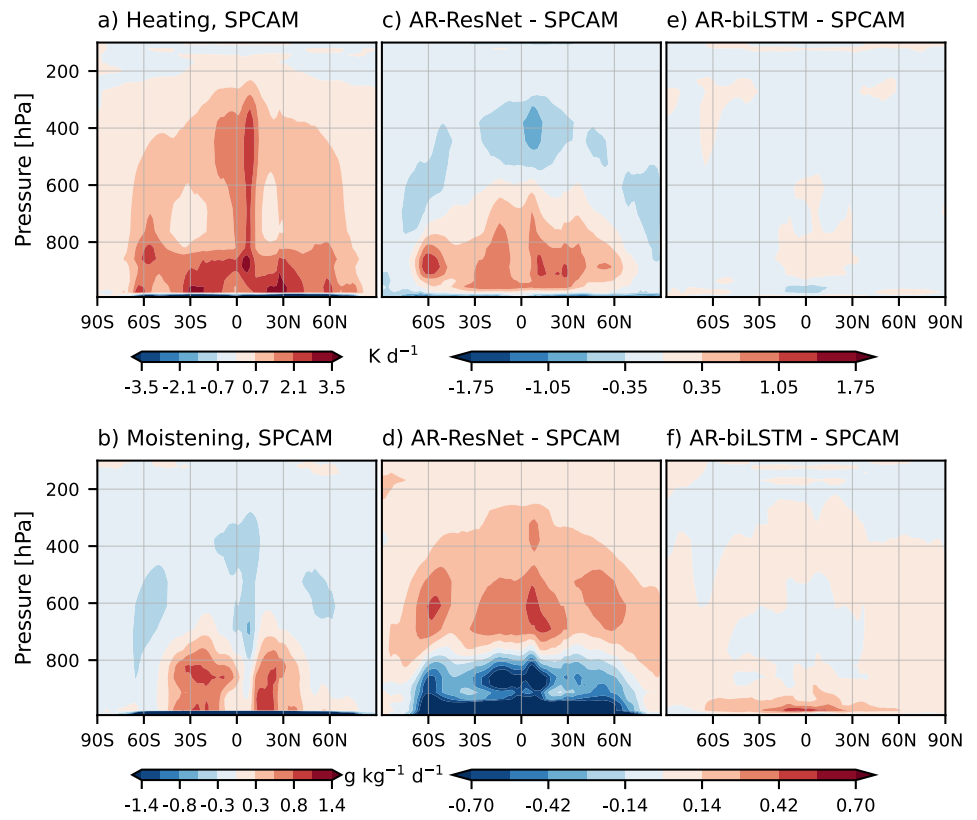 a) Heating, SPCAM
c) AR-ResNet - SPCAM
e) AR-biLSTM - SPCAM
Pressure [hPa]
200
400
600
800
90S 60S 30S 0 30N 60N
60S 30S 0 30N 60N
60S 30S 0 30N 60N 90N
-3.5 -2.1 -0.7 0.7 2.1 3.5
K d⁻¹
-1.75 -1.05 -0.35 0.35 1.05 1.75
b) Moistening, SPCAM
d) AR-ResNet - SPCAM
f) AR-biLSTM - SPCAM
Pressure [hPa]
200
400
600
800
90S 60S 30S 0 30N 60N
60S 30S 0 30N 60N
60S 30S 0 30N 60N 90N
-1.4 -0.8 -0.3 0.3 0.8 1.4
g kg⁻¹ d⁻¹
-0.70 -0.42 -0.14 0.14 0.42 0.70